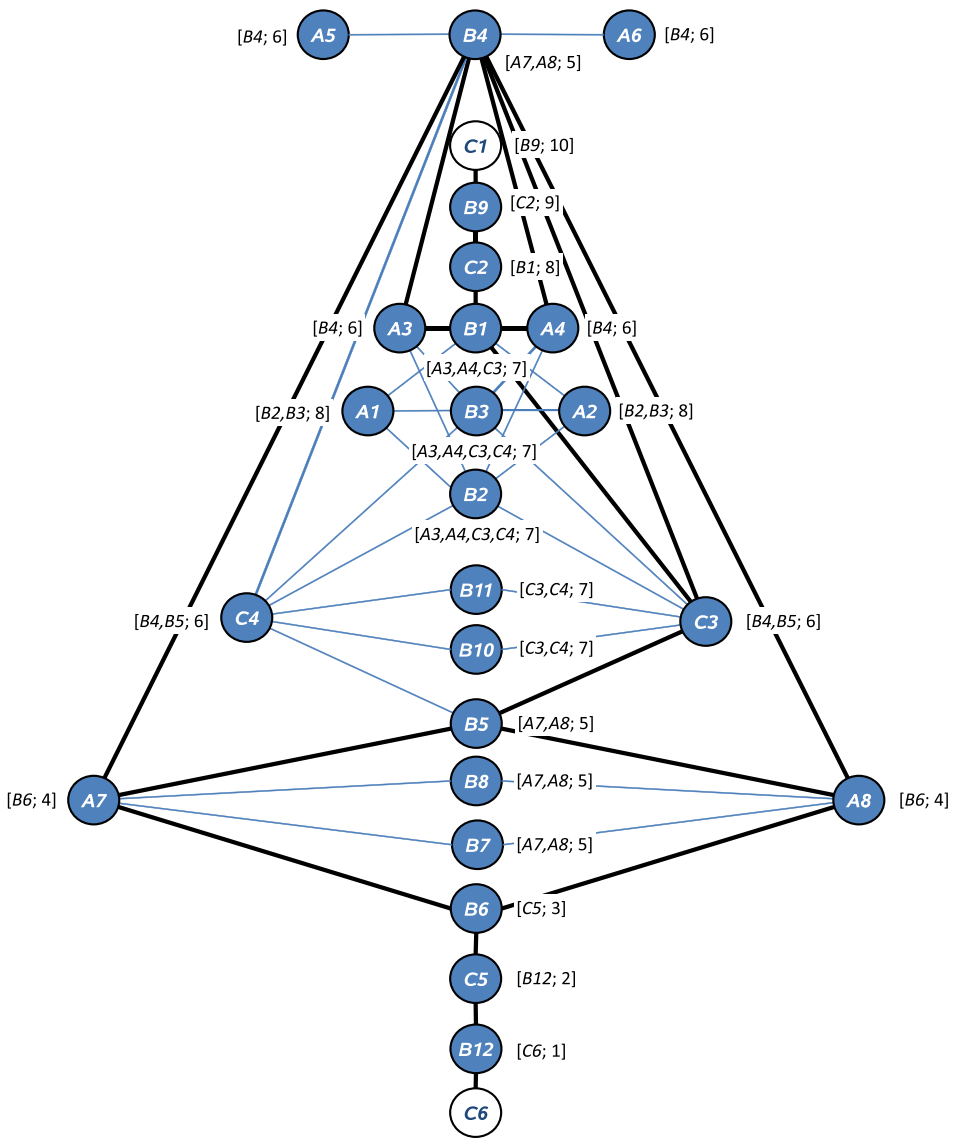 [B4; 6] A5 B4 A6 [B4; 6]
[A7,A8; 5]
C1 [B9; 10]
B9 [C2; 9]
C2 [B1; 8]
[B4; 6] A3 B1 A4 [B4; 6]
[A3,A4,C3; 7]
[B2,B3; 8] A1 B3 A2 [B2,B3; 8]
[A3,A4,C3,C4; 7]
B2
[A3,A4,C3,C4; 7]
B11 [C3,C4; 7]
[B4,B5; 6] C4 C3 [B4,B5; 6]
B10 [C3,C4; 7]
B5 [A7,A8; 5]
B8 [A7,A8; 5]
[B6; 4] A7 A8 [B6; 4]
B7 [A7,A8; 5]
B6 [C5; 3]
C5 [B12; 2]
B12 [C6; 1]
C6